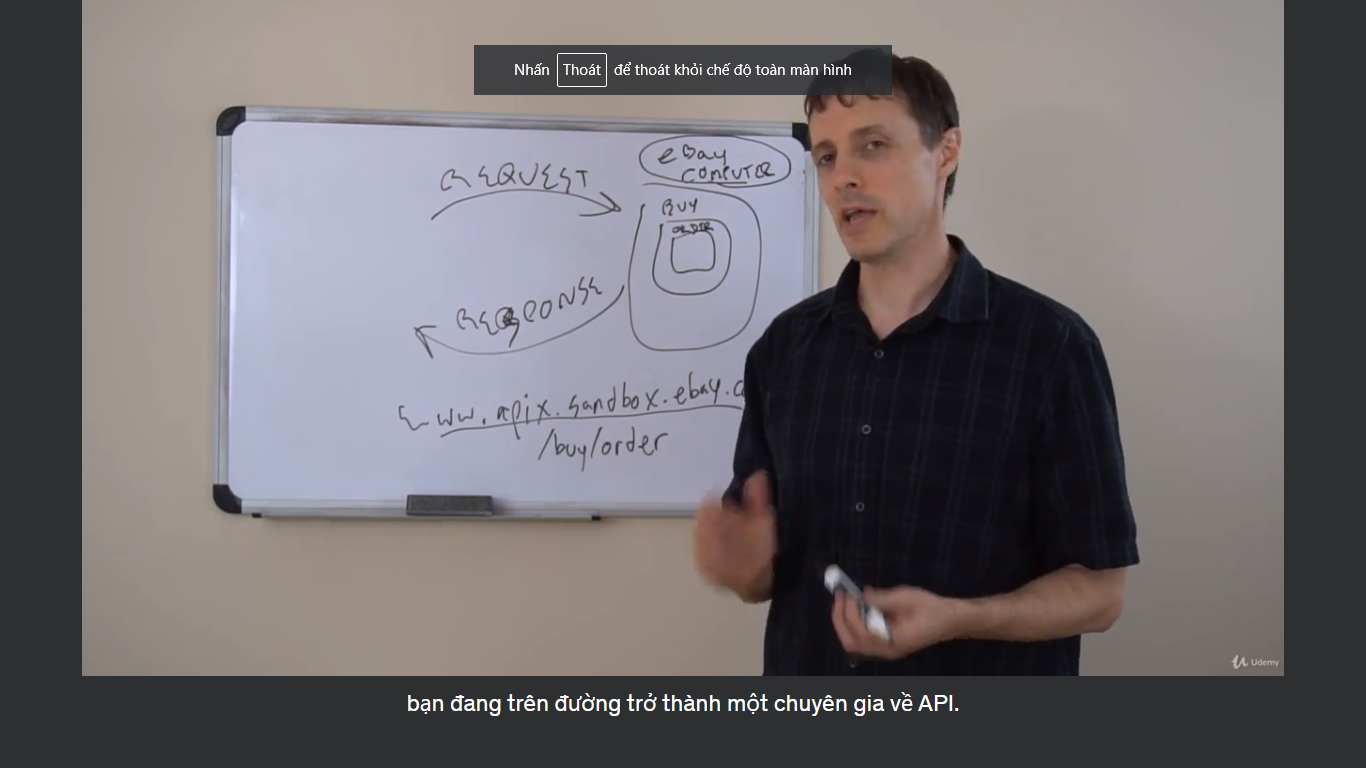 Nhấn Thoát để thoát khỏi chế độ toàn màn hình
eBay
COMPUTER
REQUEST
BUY
ORDER
RESPONSE
www.apix.sandbox.ebay.c
/buy/order
Udemy
bạn đang trên đường trở thành một chuyên gia về API.